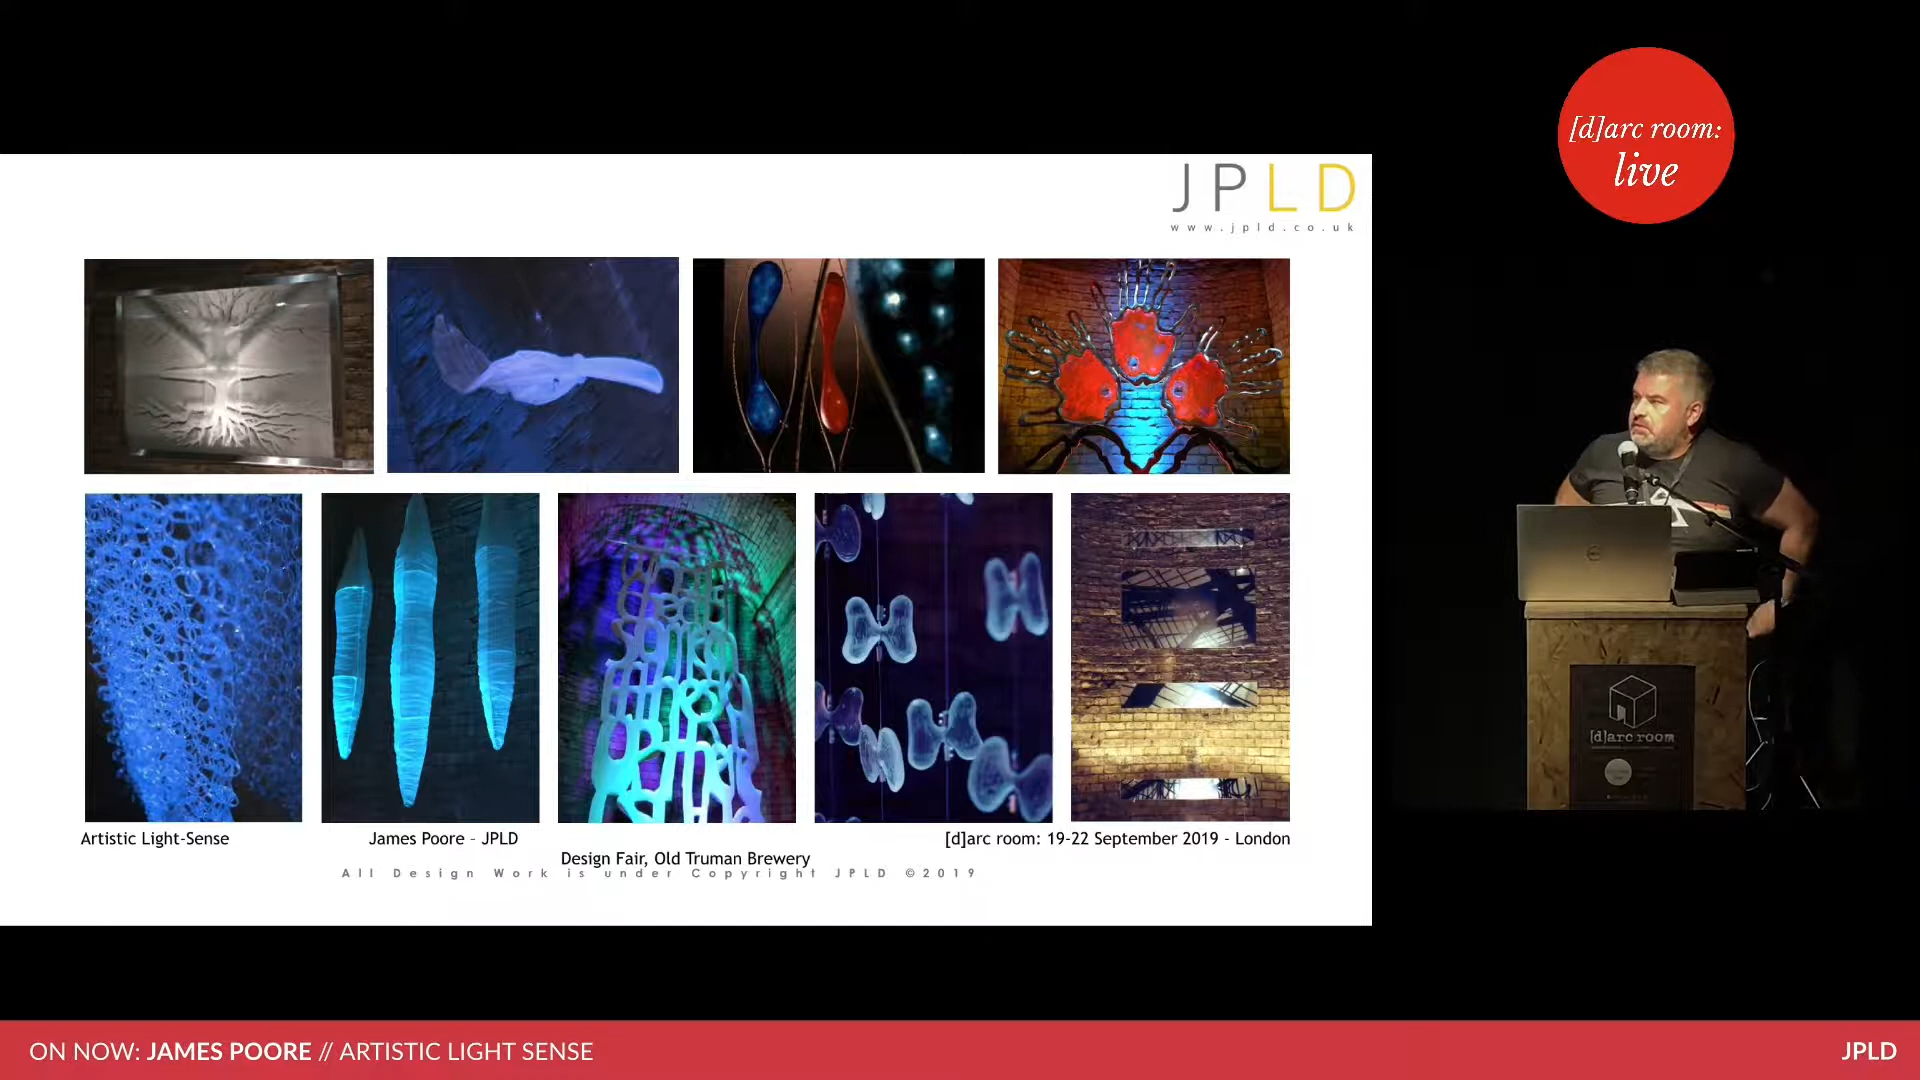 [d]arc room:
live
JPLD
www.jpld.co.uk
Artistic Light-Sense
James Poore - JPLD
[d]arc room: 19-22 September 2019 - London
Design Fair, Old Truman Brewery
All Design Work is under Copyright JPLD ©2019
[d]arc room
ON NOW: JAMES POORE // ARTISTIC LIGHT SENSE
JPLD